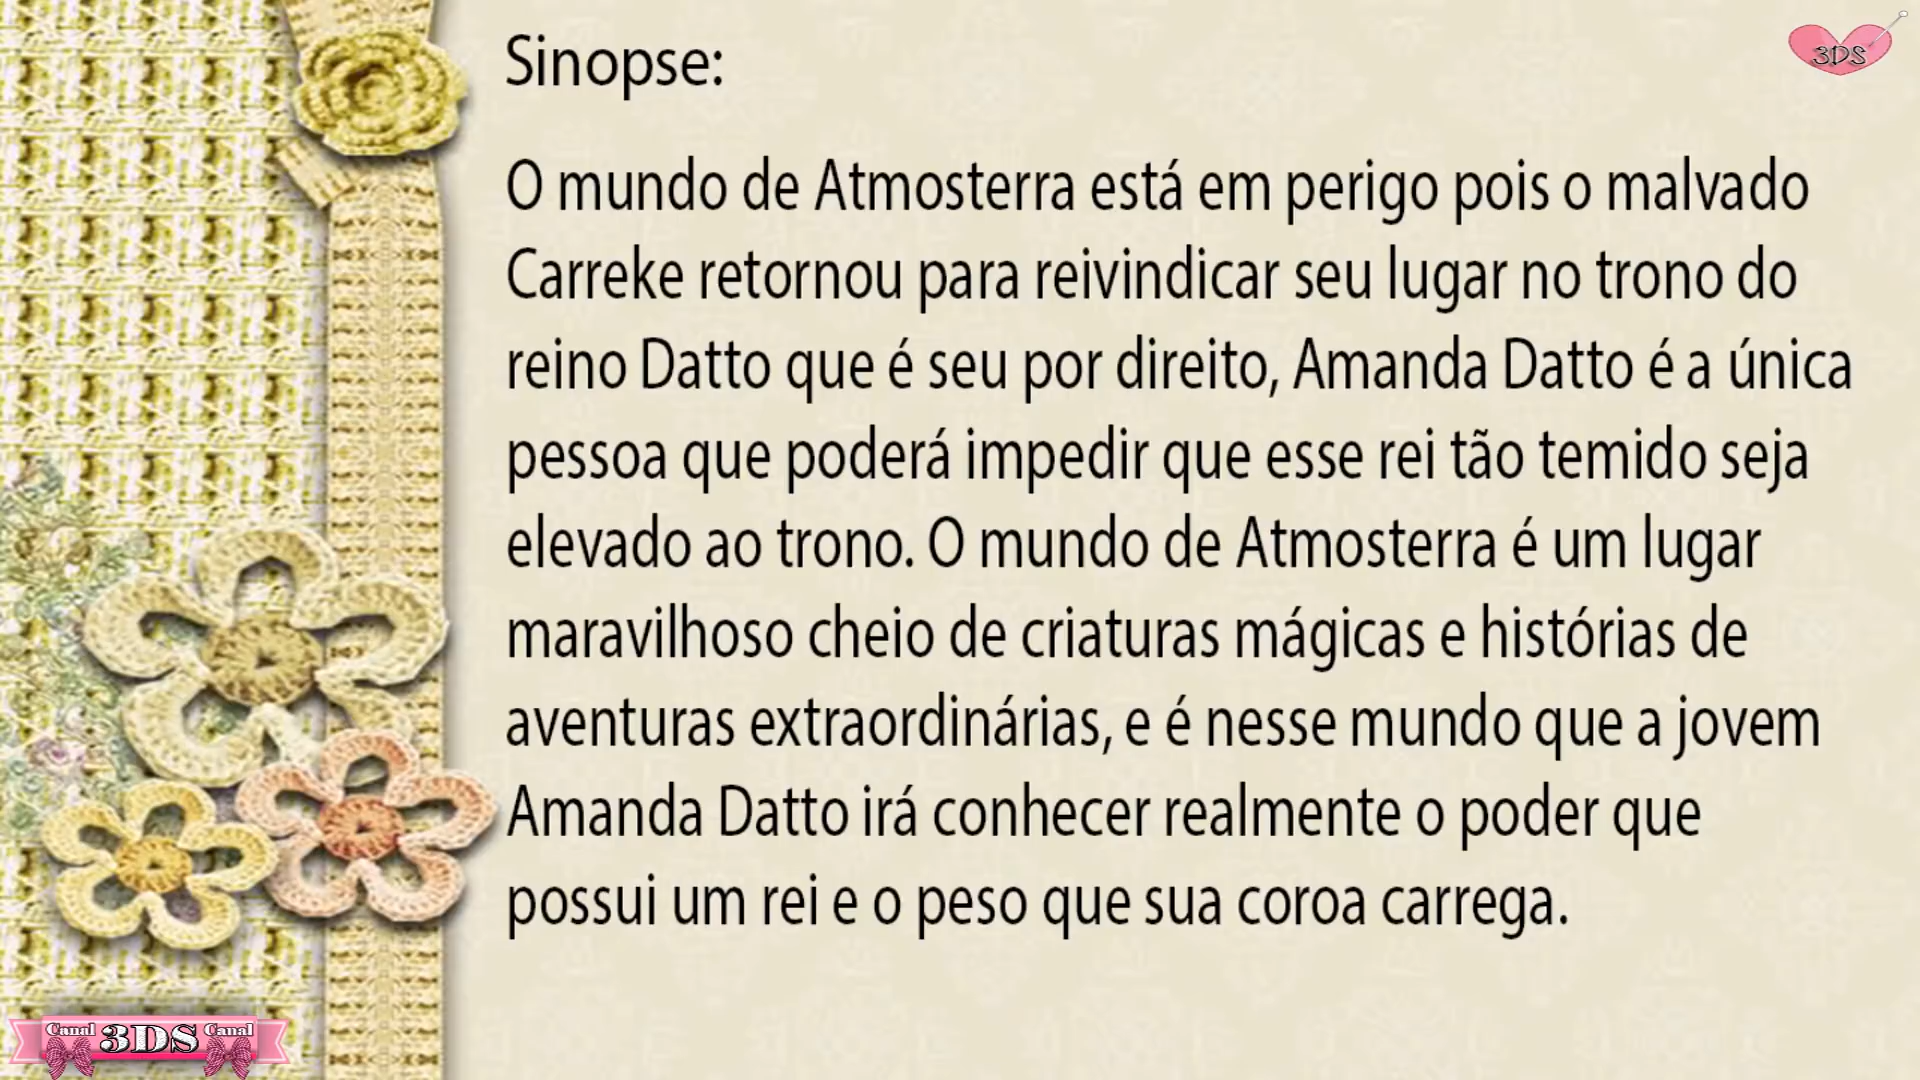 Sinopse:
3DS
O mundo de Atmosterra está em perigo pois o malvado
Carreke retornou para reivindicar seu lugar no trono do
reino Datto que é seu por direito, Amanda Datto é a única
pessoa que poderá impedir que esse rei tão temido seja
elevado ao trono. O mundo de Atmosterra é um lugar
maravilhoso cheio de criaturas mágicas e histórias de
aventuras extraordinárias, e é nesse mundo que a jovem
Amanda Datto irá conhecer realmente o poder que
possui um rei e o peso que sua coroa carrega.
Canal 3DS Canal